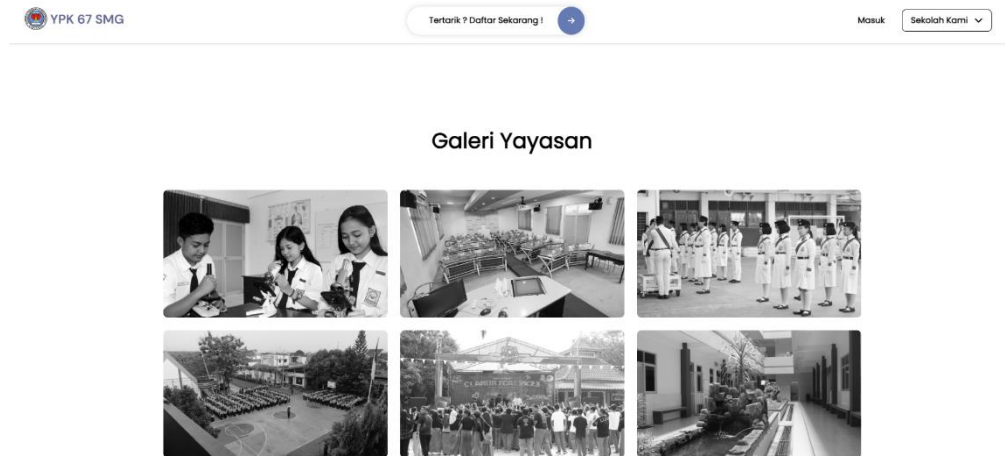 YPK 67 SMG
Tertarik ? Daftar Sekarang !
Masuk
Sekolah Kami
Galeri Yayasan